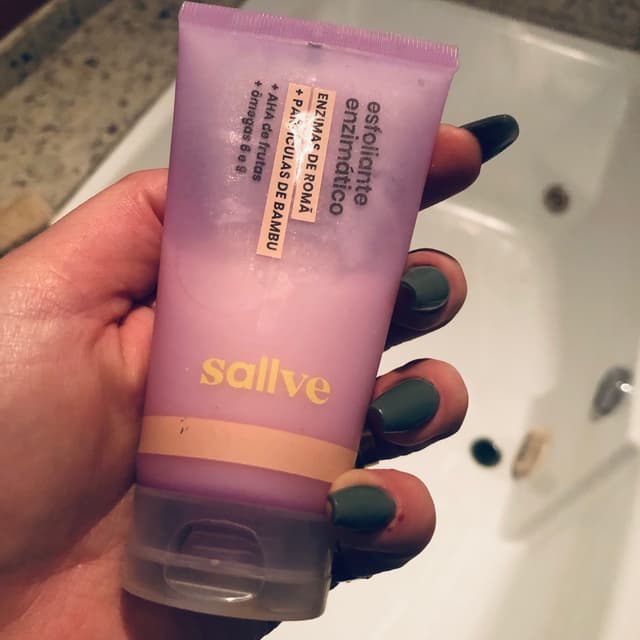 esfoliante
enzimático
ENZIMAS DE ROMÃ
+ PARTÍCULAS DE BAMBU
+ AHA de frutas
+ ômegas 6 e 9
sallve